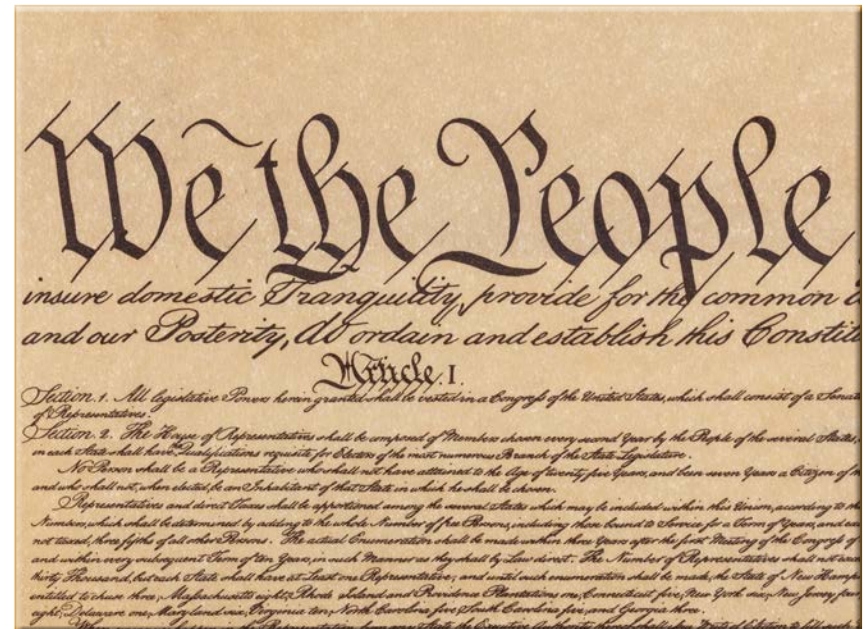 We the People
insure domestic Tranquility, provide for the common
and our Posterity, do ordain and establish this Constitu
Article. I.
Section. 1. All legislative Powers herein granted shall be vested in a Congress of the United States, which shall consist of a Senate
of Representatives.
Section. 2. The House of Representatives shall be composed of Members chosen every second Year by the People of the several States,
in each State shall have the Qualifications requisite for Electors of the most numerous Branch of the State Legislature.
No Person shall be a Representative who shall not have attained to the Age of twenty five Years, and been seven Years a Citizen of
and who shall not, when elected, be an Inhabitant of that State in which he shall be chosen.
Representatives and direct Taxes shall be apportioned among the several States which may be included within this Union, according to
Numbers, which shall be determined by adding to the whole Number of free Persons, including those bound to Service for a Term of Years, and
not taxed, three fifths of all other Persons. The actual Enumeration shall be made within three Years after the first Meeting of the Congress of
and within every subsequent Term of ten Years, in such Manner as they shall by Law direct. The Number of Representatives shall not
thirty Thousand, but each State shall have at Least one Representative; and until such enumeration shall be made, the State of New Hamp
entitled to chuse three, Massachusetts eight, Rhode Island and Providence Plantations one, Connecticut five, New York six, New Jersey four,
eight, Delaware one, Maryland six, Virginia ten, North Carolina five, South Carolina five, and Georgia three.